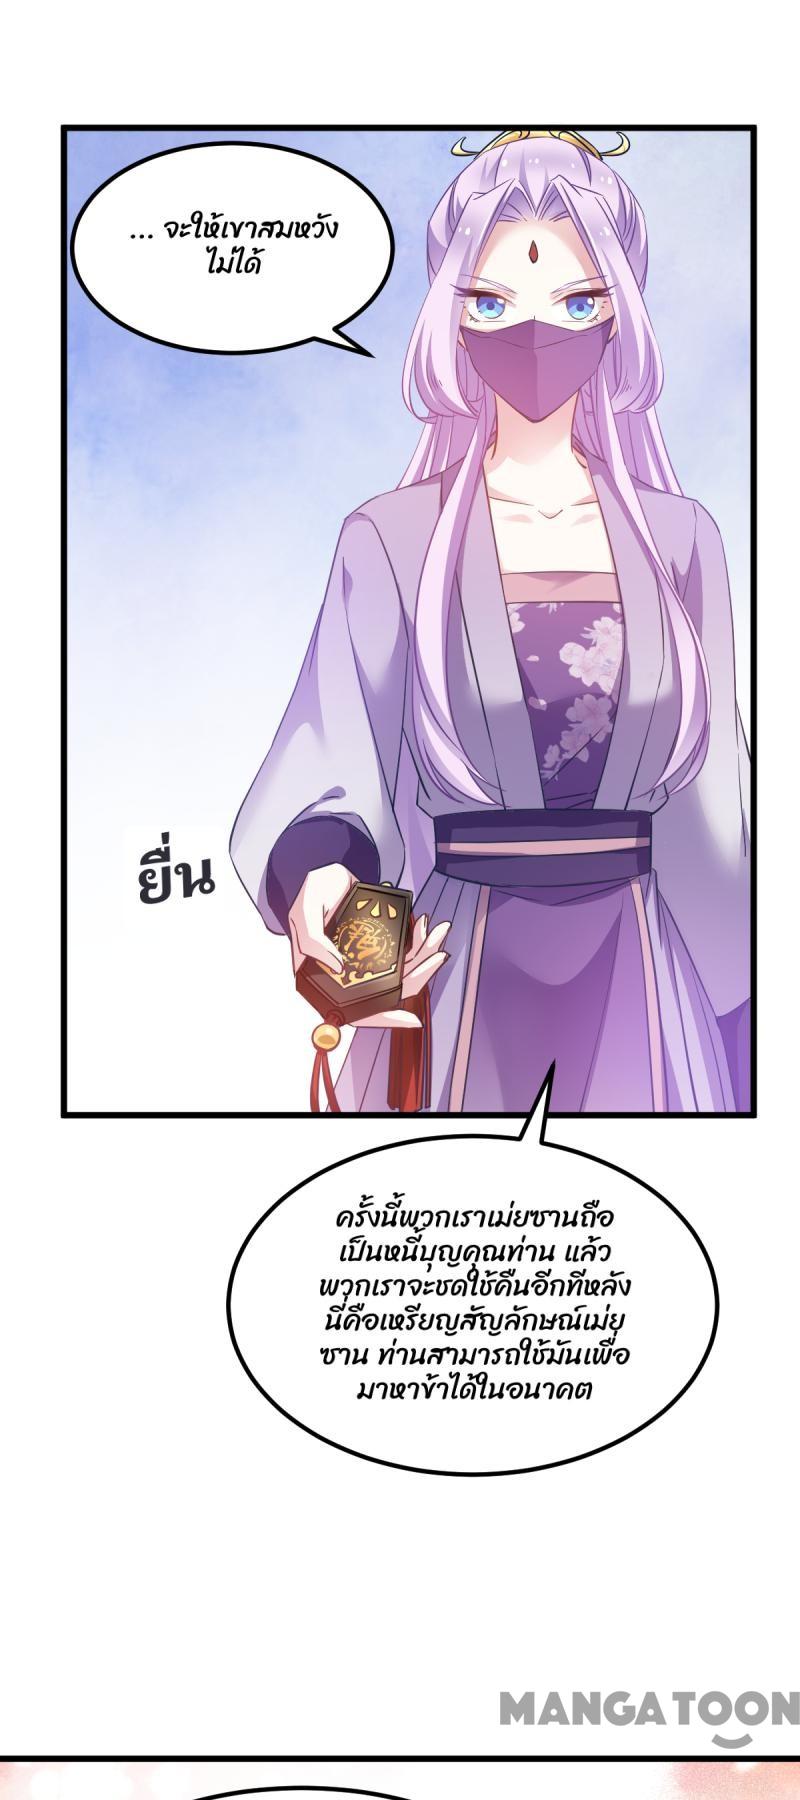 ... จะให้เขาสมหวัง
ไม่ได้
ยื่น
ครั้งนี้พวกเราเม่ยซานถือ
เป็นหนี้บุญคุณท่าน แล้ว
พวกเราจะชดใช้คืนอีกทีหลัง
นี่คือเหรียญสัญลักษณ์เม่ย
ซาน ท่านสามารถใช้มันเพื่อ
มาหาข้าได้ในอนาคต
MANGATOON